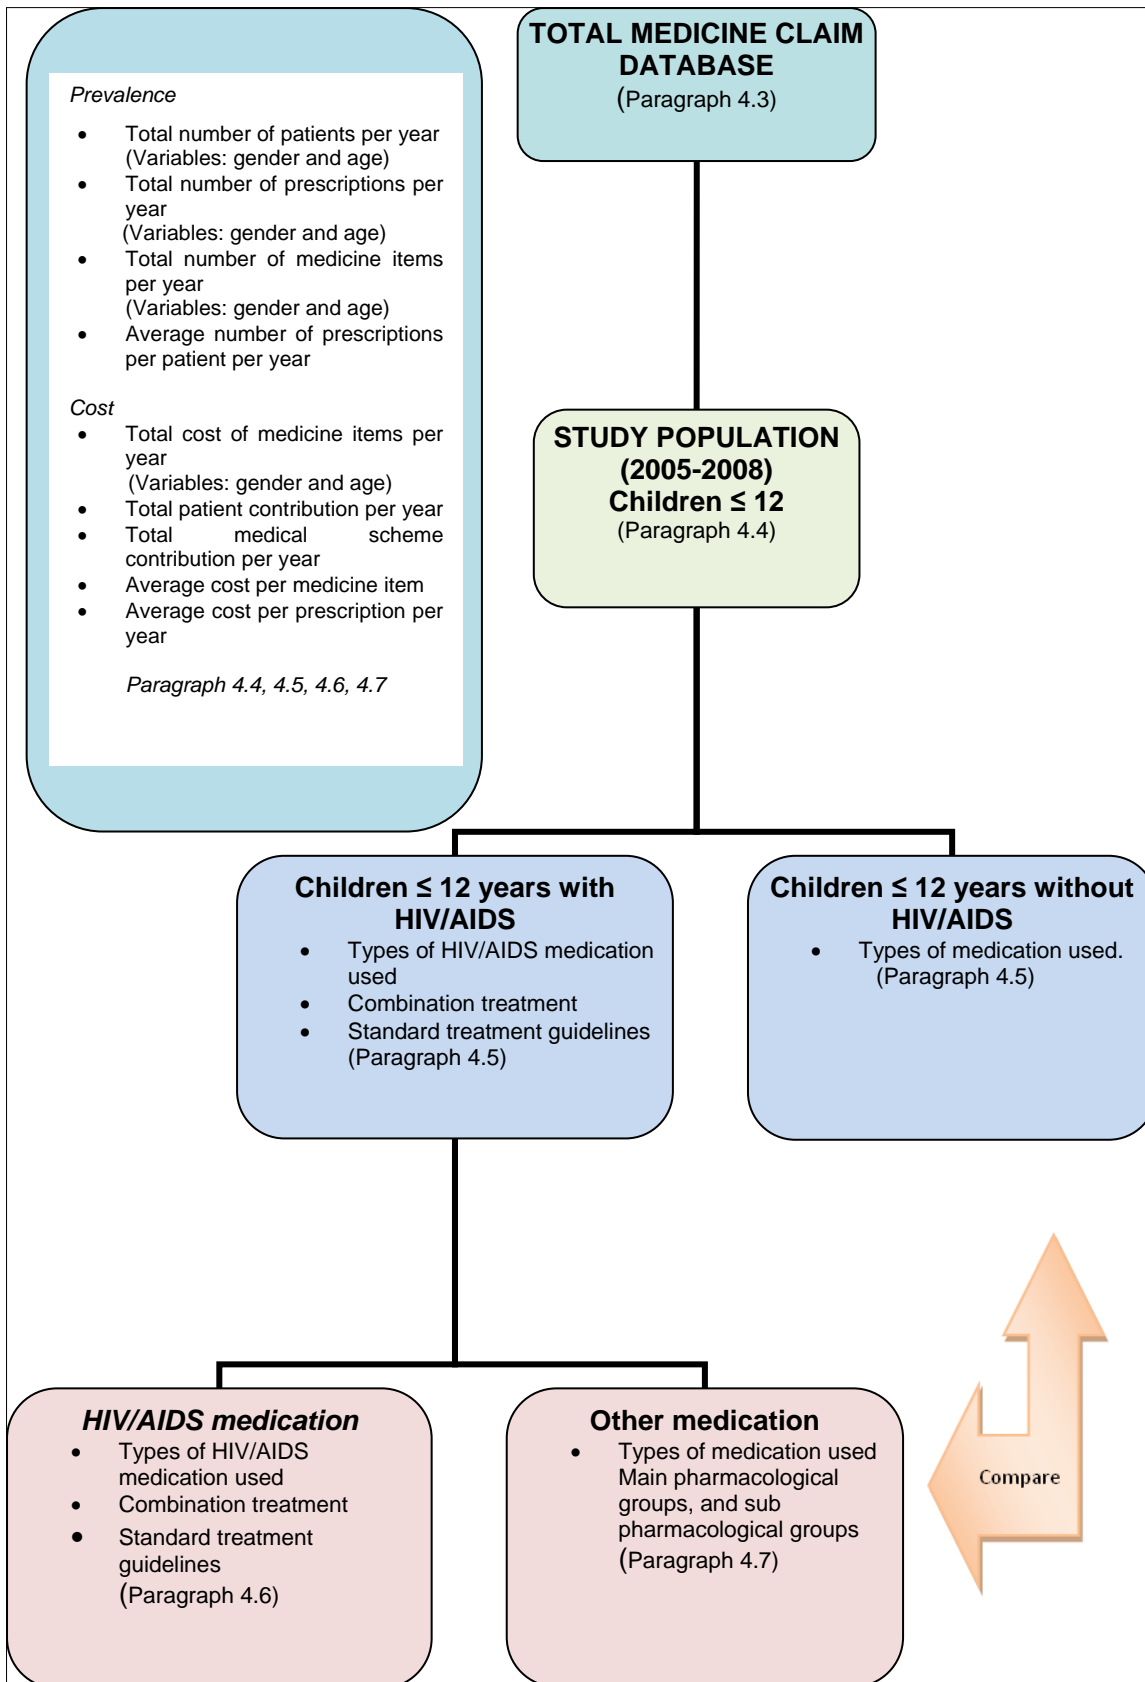 TOTAL MEDICINE CLAIM
DATABASE
(Paragraph 4.3)
Prevalence
• Total number of patients per year
(Variables: gender and age)
• Total number of prescriptions per
year
(Variables: gender and age)
• Total number of medicine items
per year
(Variables: gender and age)
• Average number of prescriptions
per patient per year
Cost
• Total cost of medicine items per
year
(Variables: gender and age)
• Total patient contribution per year
• Total medical scheme
contribution per year
• Average cost per medicine item
• Average cost per prescription per
year
Paragraph 4.4, 4.5, 4.6, 4.7
STUDY POPULATION
(2005-2008)
Children ≤ 12
(Paragraph 4.4)
Children ≤ 12 years with
HIV/AIDS
• Types of HIV/AIDS medication
used
• Combination treatment
• Standard treatment guidelines
(Paragraph 4.5)
Children ≤ 12 years without
HIV/AIDS
• Types of medication used.
(Paragraph 4.5)
HIV/AIDS medication
• Types of HIV/AIDS
medication used
• Combination treatment
• Standard treatment
guidelines
(Paragraph 4.6)
Other medication
• Types of medication used
Main pharmacological
groups, and sub
pharmacological groups
(Paragraph 4.7)
Compare